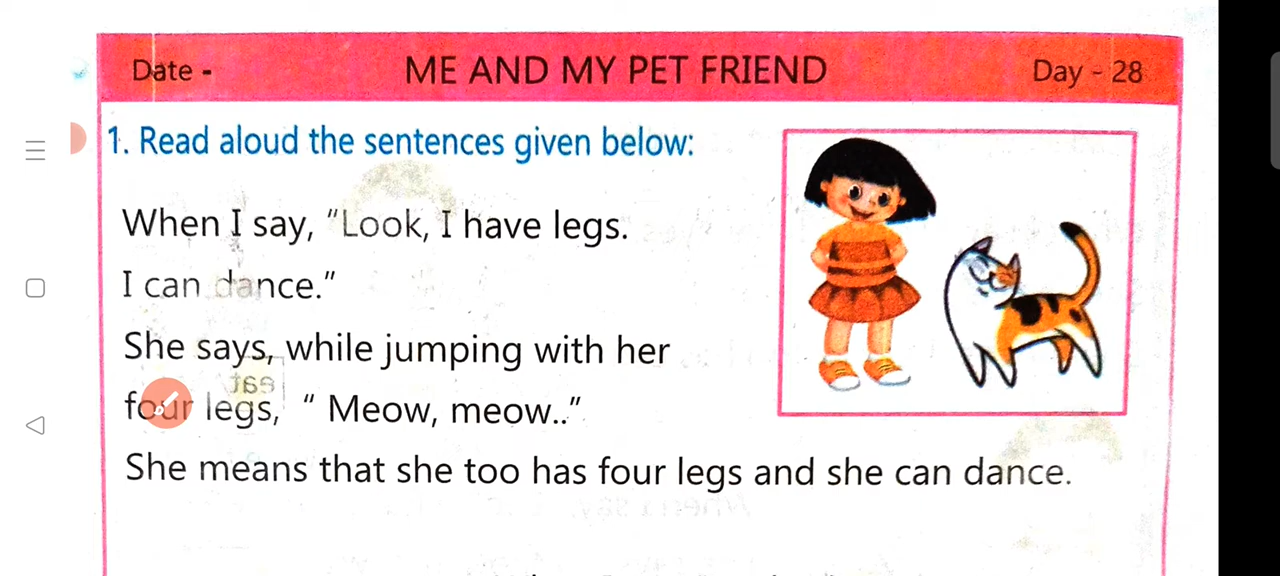 Date -
ME AND MY PET FRIEND
Day - 28
1. Read aloud the sentences given below:
When I say, "Look, I have legs.
I can dance."
She says, while jumping with her
four legs, " Meow, meow.."
She means that she too has four legs and she can dance.